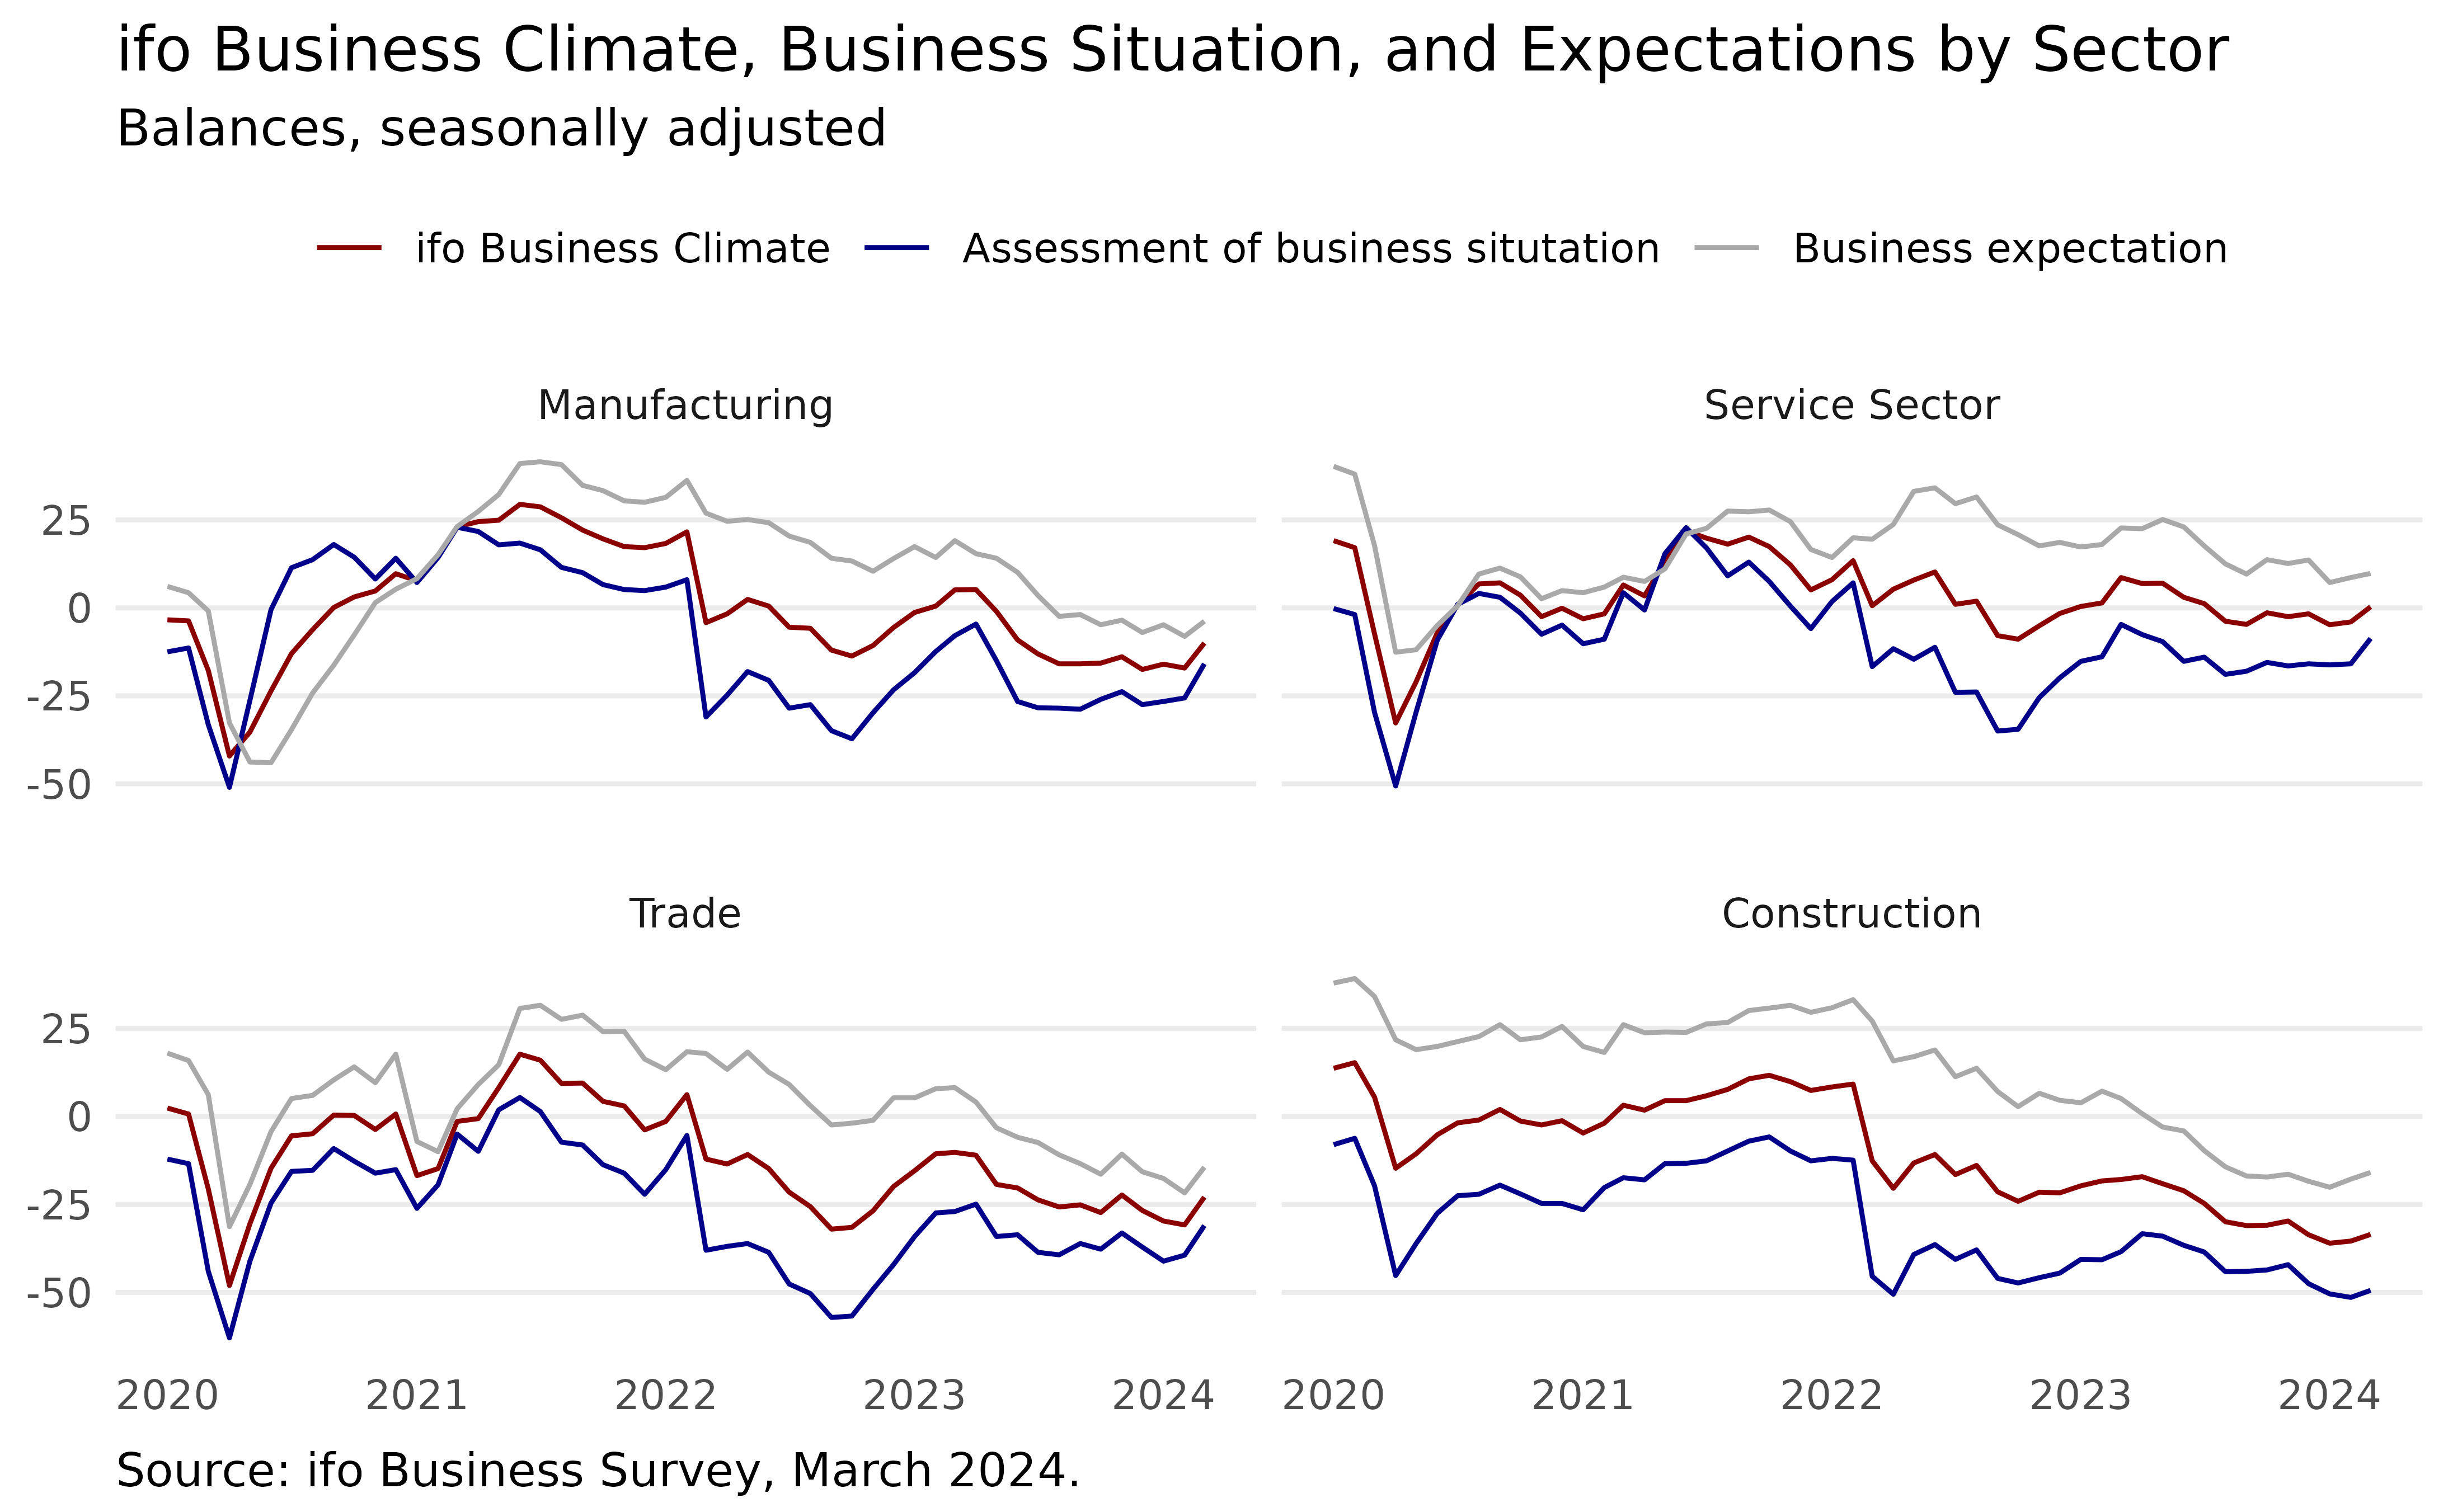 ifo Business Climate, Business Situation, and Expectations by Sector
Balances, seasonally adjusted
ifo Business Climate Assessment of business situtation Business expectation
Manufacturing Service Sector
25
0
-25
-50
Trade Construction
25
0
-25
-50
2020 2021 2022 2023 2024 2020 2021 2022 2023 2024
Source: ifo Business Survey, March 2024.